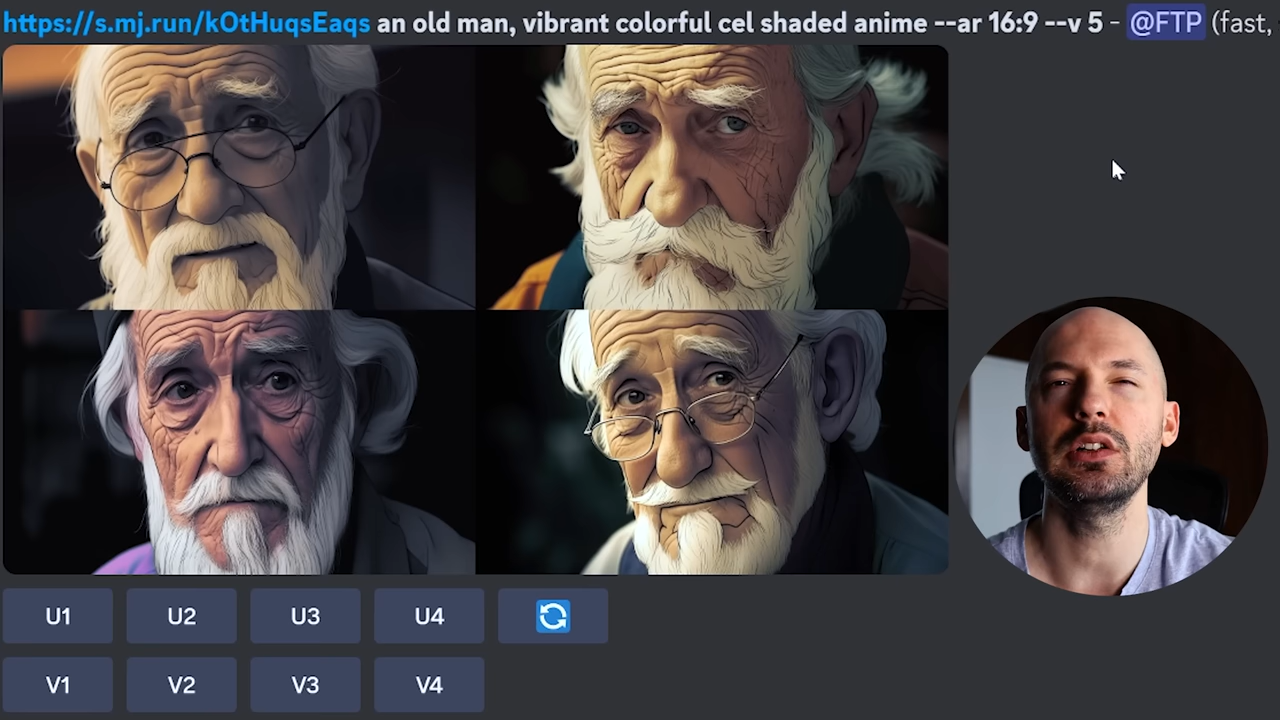 https://s.mj.run/kOtHuqsEaqs an old man, vibrant colorful cel shaded anime --ar 16:9 --v 5 - @FTP (fast,
U1 U2 U3 U4
V1 V2 V3 V4